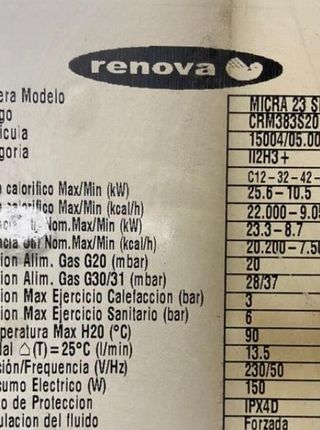 renova
era Modelo MICRA 23 S
go CRM383S20
icula 15004/05.00
goria II2H3+
C12-32-42-
calorifico Max/Min (kW) 25.6-10.5
calorifico Max/Min (kcal/h) 22.000-9.0
Nom.Max/Min (kW) 23.3-8.7
ncia Nom.Max/Min (kcal/h) 20.200-7.5
ion Alim. Gas G20 (mbar) 20
ion Alim. Gas G30/31 (mbar) 28/37
ion Max Ejercicio Calefaccion (bar) 3
ion Max Ejercicio Sanitario (bar) 6
peratura Max H20 (°C) 90
dal △(T)=25°C (l/min) 13.5
sión/Frequencia (V/Hz) 230/50
sumo Electrico (W) 150
o de Proteccion IPX4D
ulacion del fluido Forzada